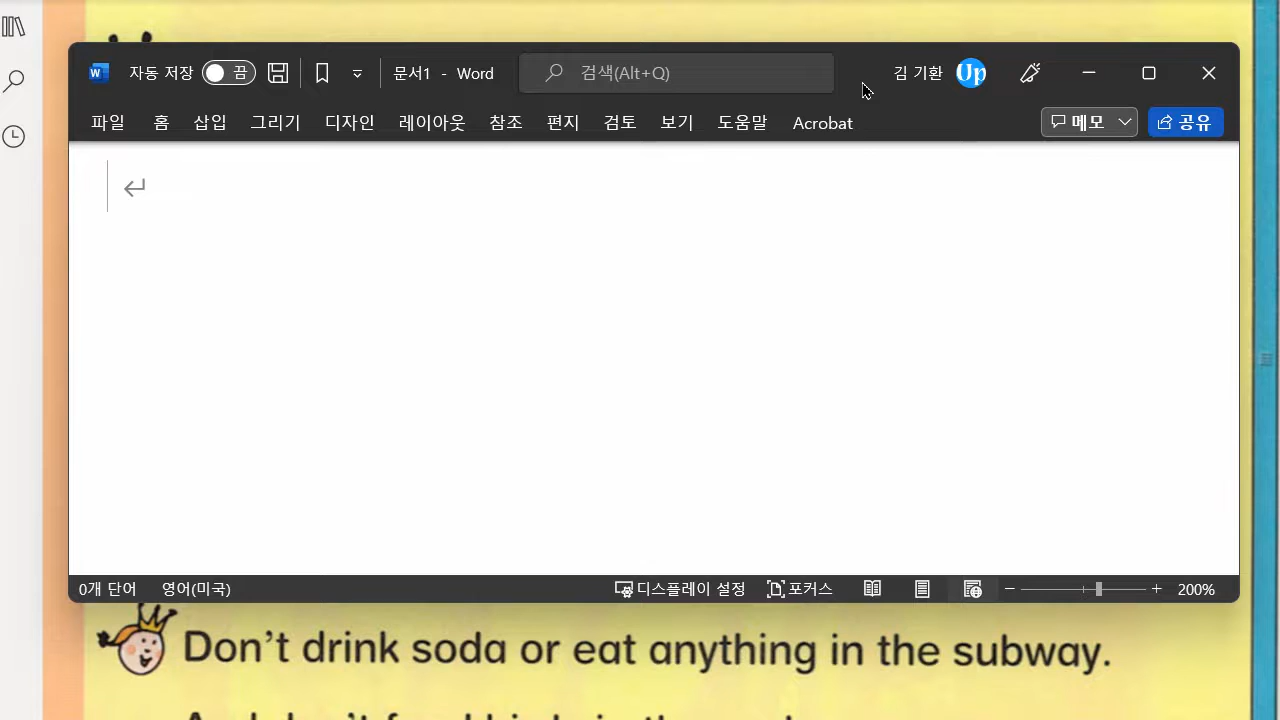 자동 저장 끔 문서1 - Word 검색(Alt+Q) 김 기환 Up
파일 홈 삽입 그리기 디자인 레이아웃 참조 편지 검토 보기 도움말 Acrobat 메모 공유
0개 단어 영어(미국) 디스플레이 설정 포커스 200%
Don't drink soda or eat anything in the subway.